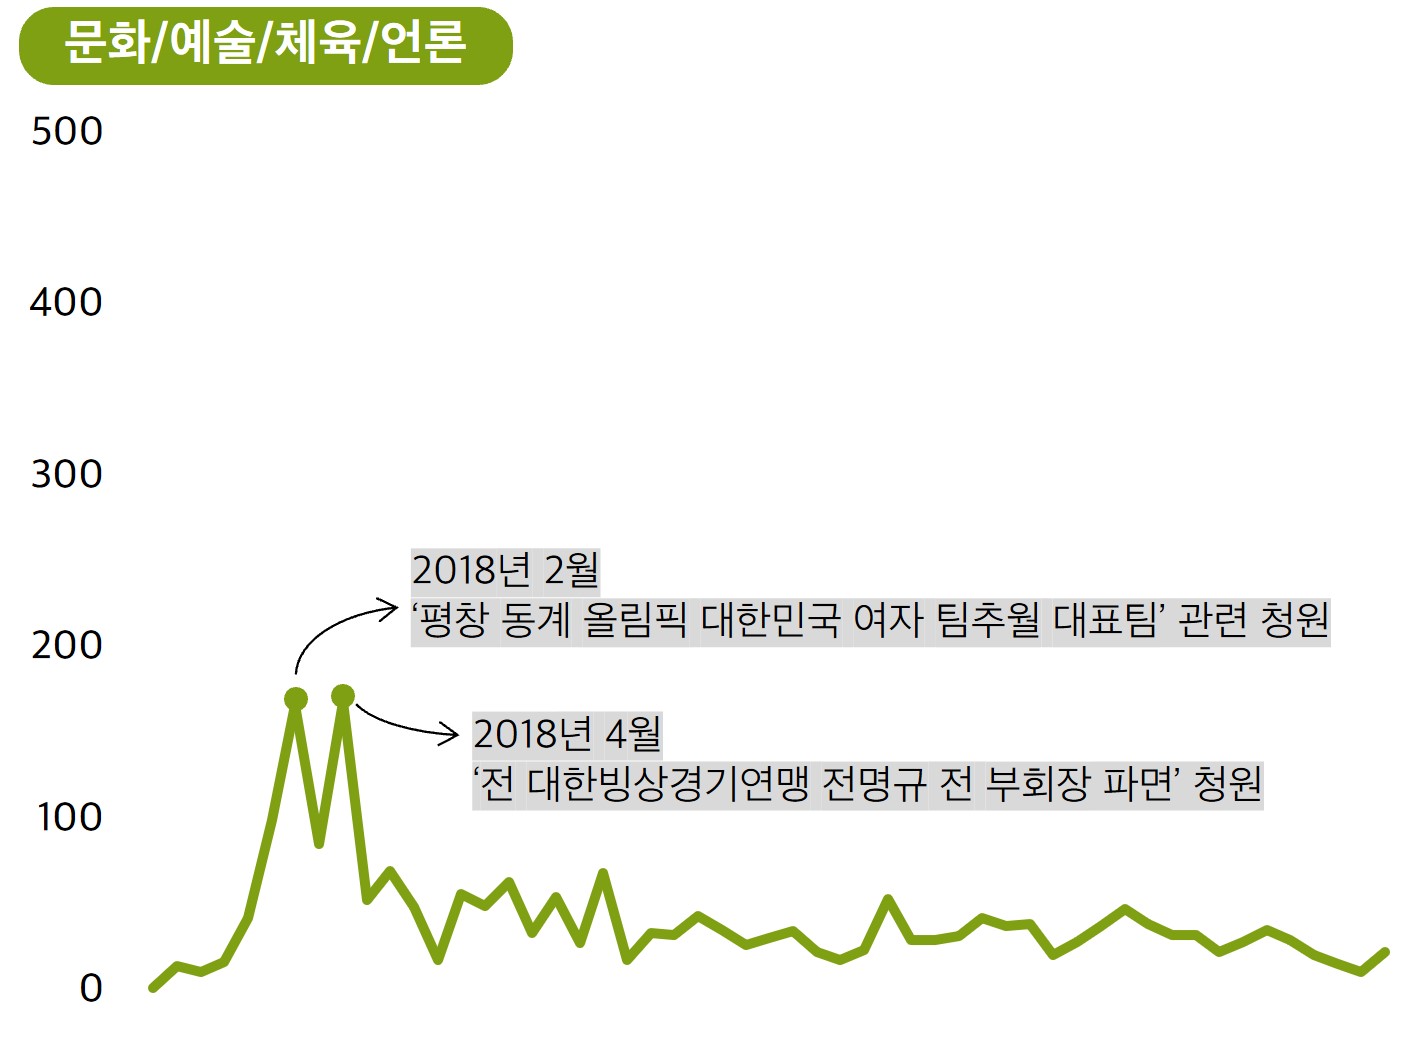 문화/예술/체육/언론
500
400
300
200
100
0
2018년 2월
‘평창 동계 올림픽 대한민국 여자 팀추월 대표팀’ 관련 청원
2018년 4월
‘전 대한빙상경기연맹 전명규 전 부회장 파면’ 청원